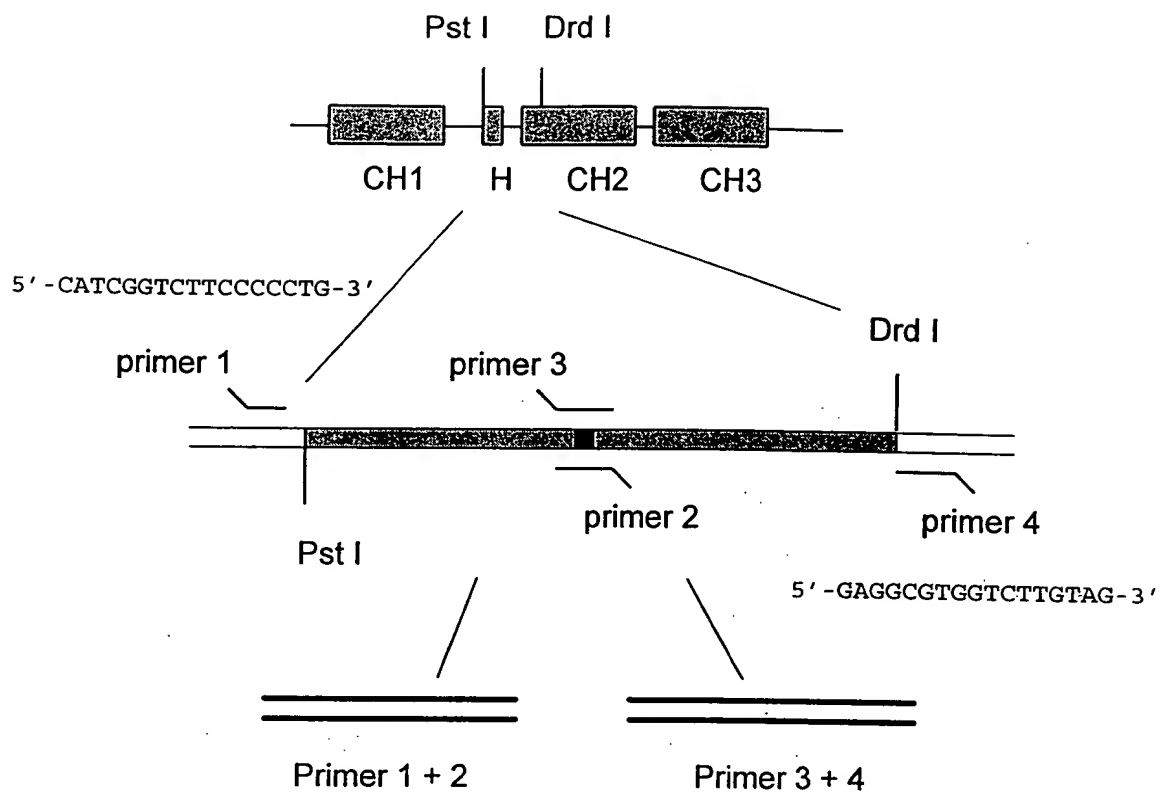 Pst I Drd I
CH1 H CH2 CH3
5'-CATCGGTCTTCCCCCTG-3'
Drd I
primer 1 primer 3
primer 2 primer 4
Pst I
5'-GAGGCGTGGTCTTGTAG-3'
Primer 1 + 2 Primer 3 + 4